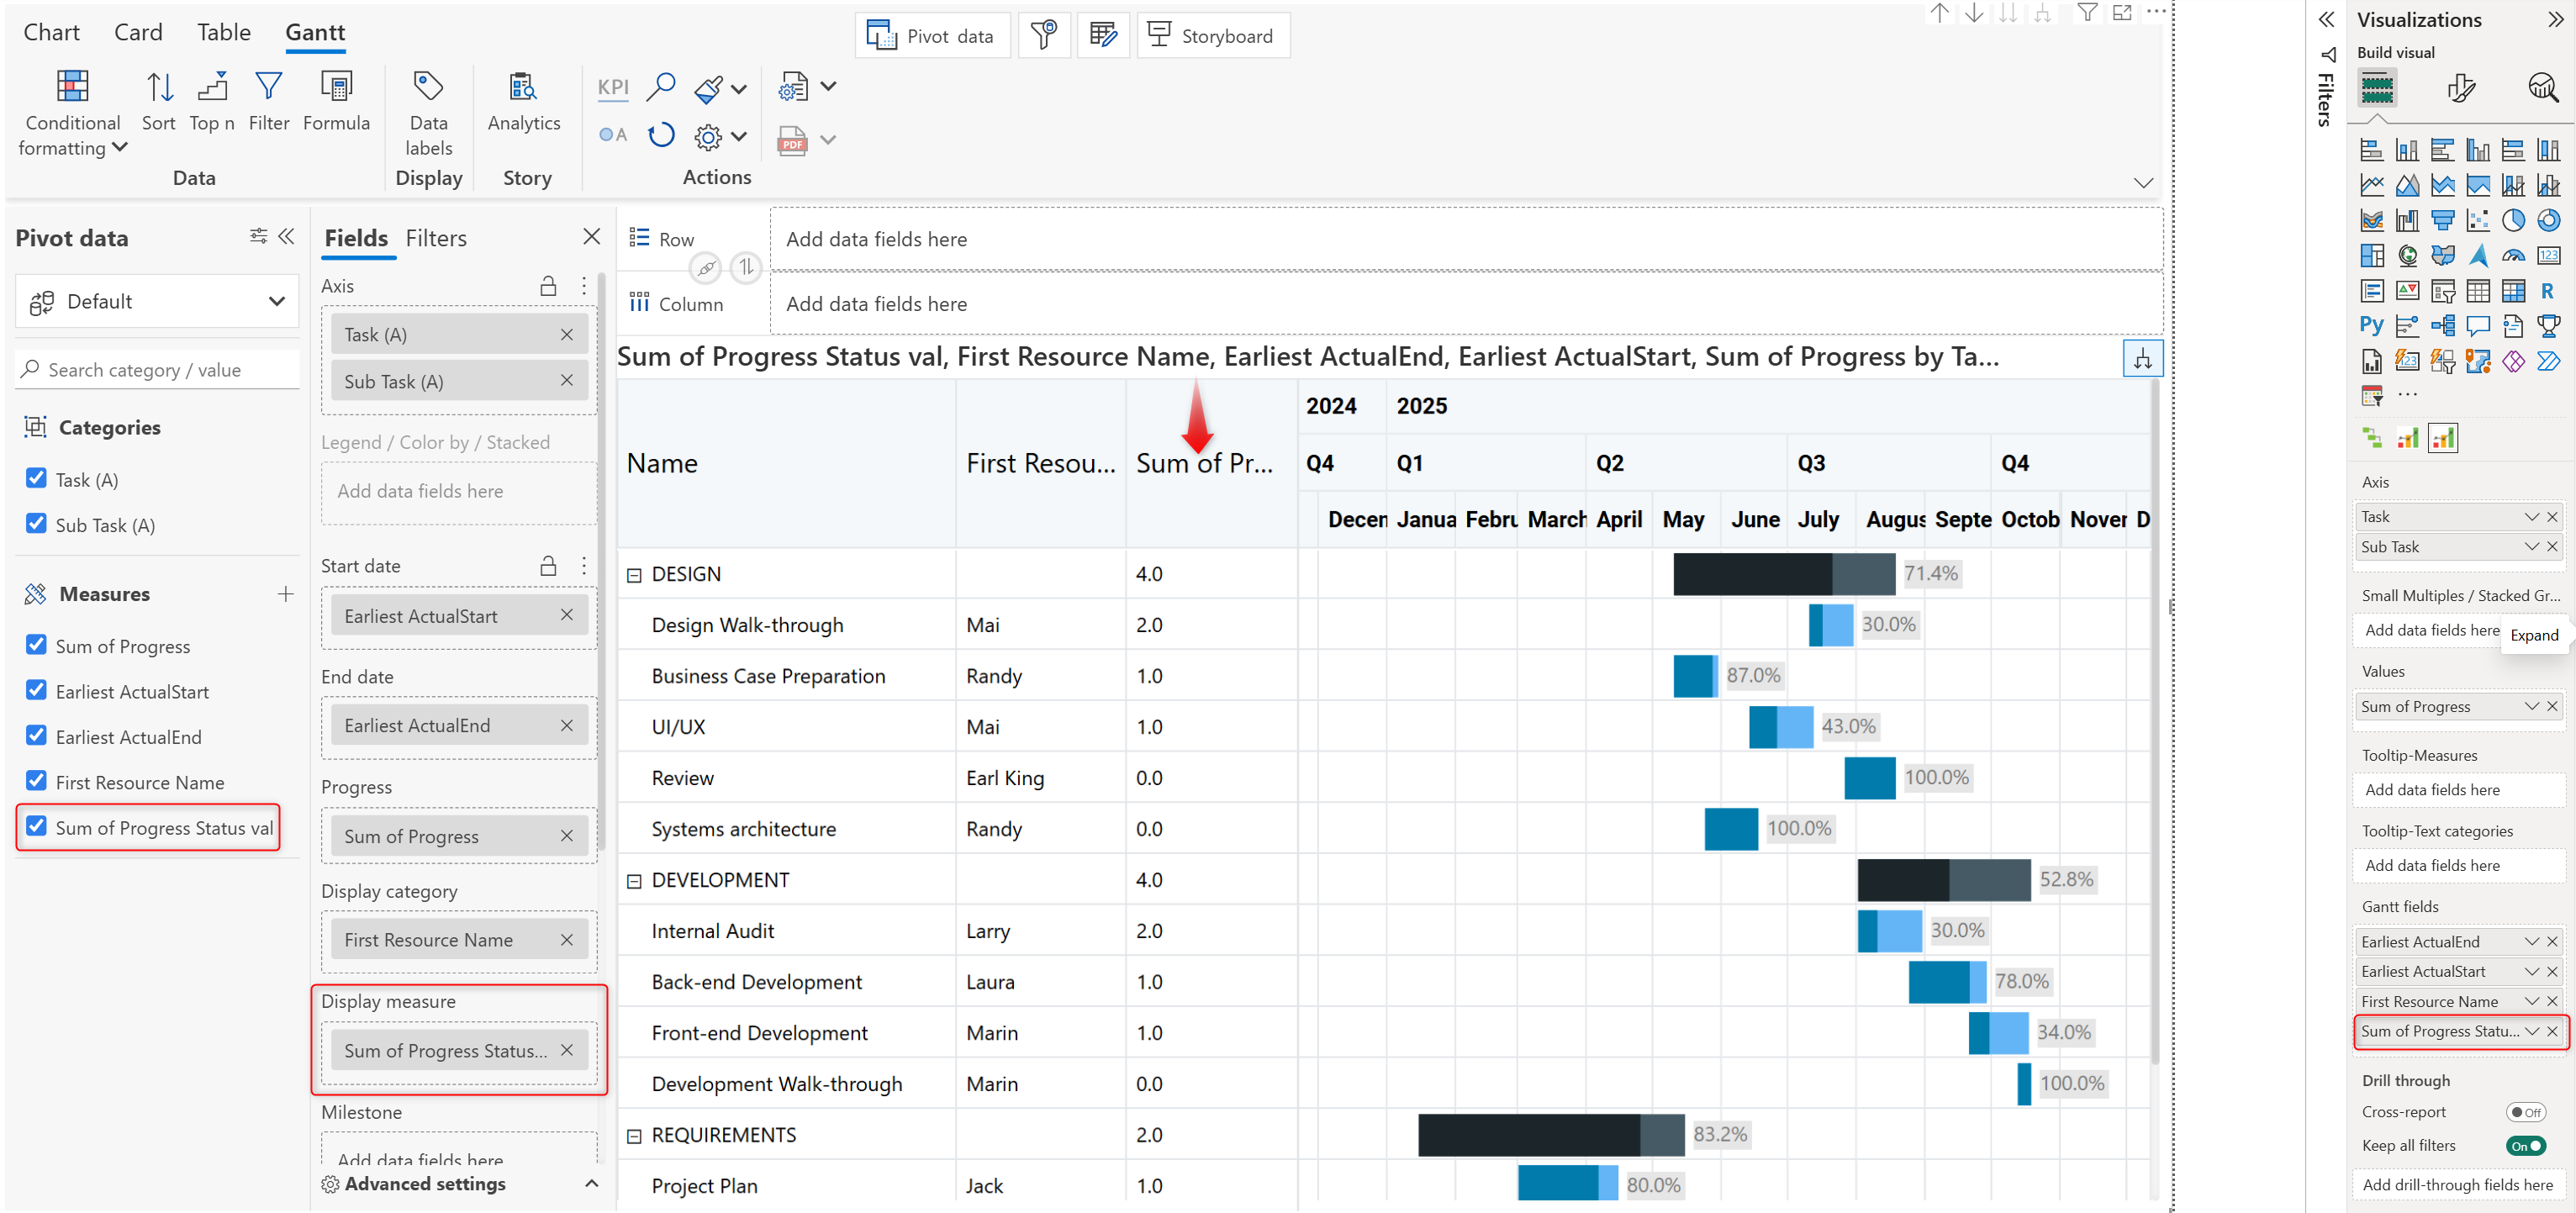 Chart Card Table Gantt
Pivot data
Storyboard
Conditional formatting
Sort
Top n
Filter
Formula
Data
Data labels
Display
Analytics
Story
KPI
A
PDF
Actions
Pivot data
Default
Search category / value
Categories
Task (A)
Sub Task (A)
Measures
Sum of Progress
Earliest ActualStart
Earliest ActualEnd
First Resource Name
Sum of Progress Status val
Fields Filters
Axis
Task (A)
Sub Task (A)
Legend / Color by / Stacked
Add data fields here
Start date
Earliest ActualStart
End date
Earliest ActualEnd
Progress
Sum of Progress
Display category
First Resource Name
Display measure
Sum of Progress Status...
Milestone
Add data fields here
Advanced settings
Row
Add data fields here
Column
Add data fields here
Sum of Progress Status val, First Resource Name, Earliest ActualEnd, Earliest ActualStart, Sum of Progress by Ta...
Name First Resou... Sum of Pr...
2024 2025
Q4 Q1 Q2 Q3 Q4
Decen Janua Febru March April May June July Augus Septe Octob Nover D
DESIGN 4.0 71.4%
Design Walk-through Mai 2.0 30.0%
Business Case Preparation Randy 1.0 87.0%
UI/UX Mai 1.0 43.0%
Review Earl King 0.0 100.0%
Systems architecture Randy 0.0 100.0%
DEVELOPMENT 4.0 52.8%
Internal Audit Larry 2.0 30.0%
Back-end Development Laura 1.0 78.0%
Front-end Development Marin 1.0 34.0%
Development Walk-through Marin 0.0 100.0%
REQUIREMENTS 2.0 83.2%
Project Plan Jack 1.0 80.0%
Filters
Visualizations
Build visual
123
R
Py
123
Axis
Task
Sub Task
Small Multiples / Stacked Gr...
Add data fields here
Expand
Values
Sum of Progress
Tooltip-Measures
Add data fields here
Tooltip-Text categories
Add data fields here
Gantt fields
Earliest ActualEnd
Earliest ActualStart
First Resource Name
Sum of Progress Statu...
Drill through
Cross-report Off
Keep all filters On
Add drill-through fields here